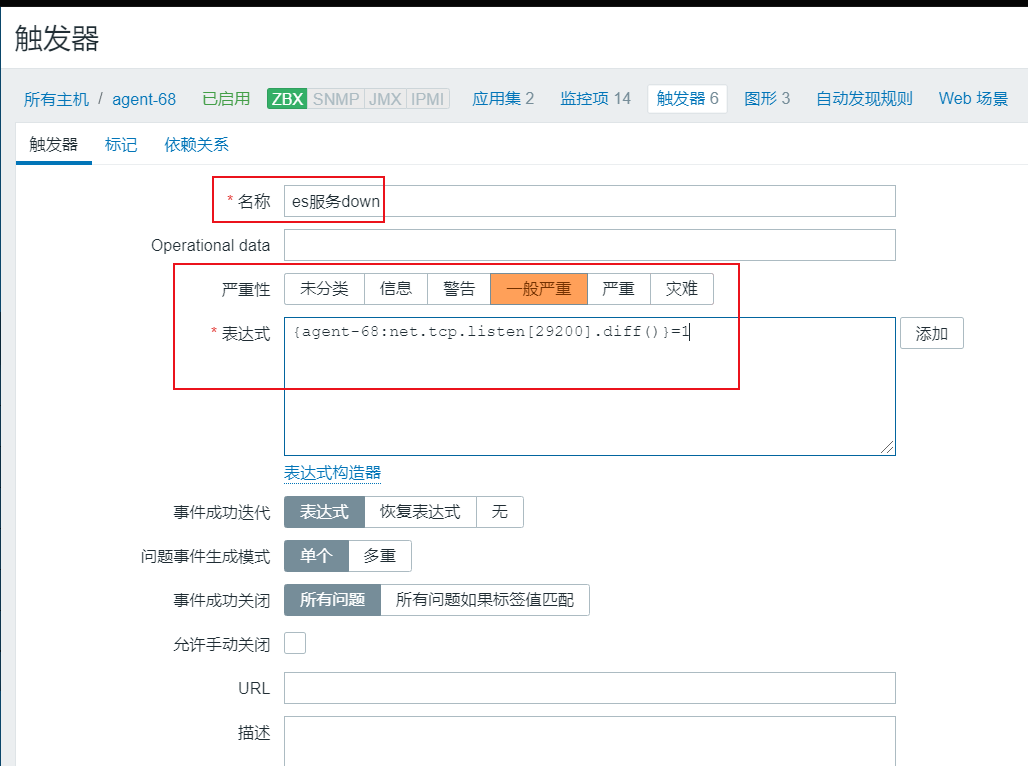 触发器
所有主机 / agent-68 已启用 ZBX SNMP JMX IPMI 应用集 2 监控项 14 触发器 6 图形 3 自动发现规则 Web 场景
触发器 标记 依赖关系
* 名称 es服务down
Operational data
严重性 未分类 信息 警告 一般严重 严重 灾难
* 表达式 {agent-68:net.tcp.listen[29200].diff()}=1 添加
表达式构造器
事件成功迭代 表达式 恢复表达式 无
问题事件生成模式 单个 多重
事件成功关闭 所有问题 所有问题如果标签值匹配
允许手动关闭
URL
描述